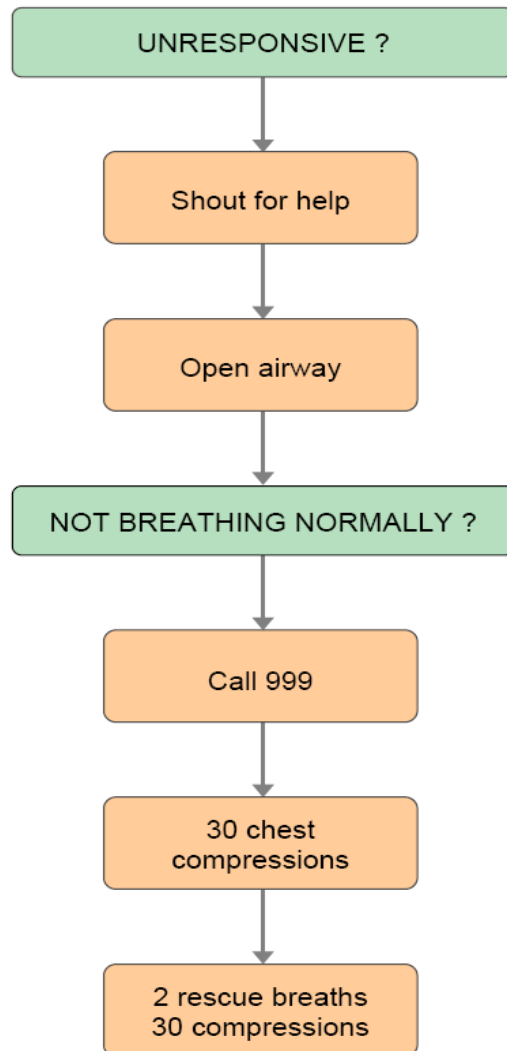 UNRESPONSIVE ?
Shout for help
Open airway
NOT BREATHING NORMALLY ?
Call 999
30 chest
compressions
2 rescue breaths
30 compressions